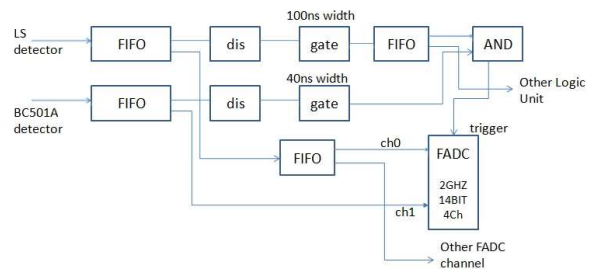 LS
detector
FIFO
dis
100ns width
gate
FIFO
AND
Other Logic
Unit
BC501A
detector
FIFO
dis
40ns width
gate
trigger
FIFO
ch0
ch1
FADC
2GHZ
14BIT
4Ch
Other FADC
channel